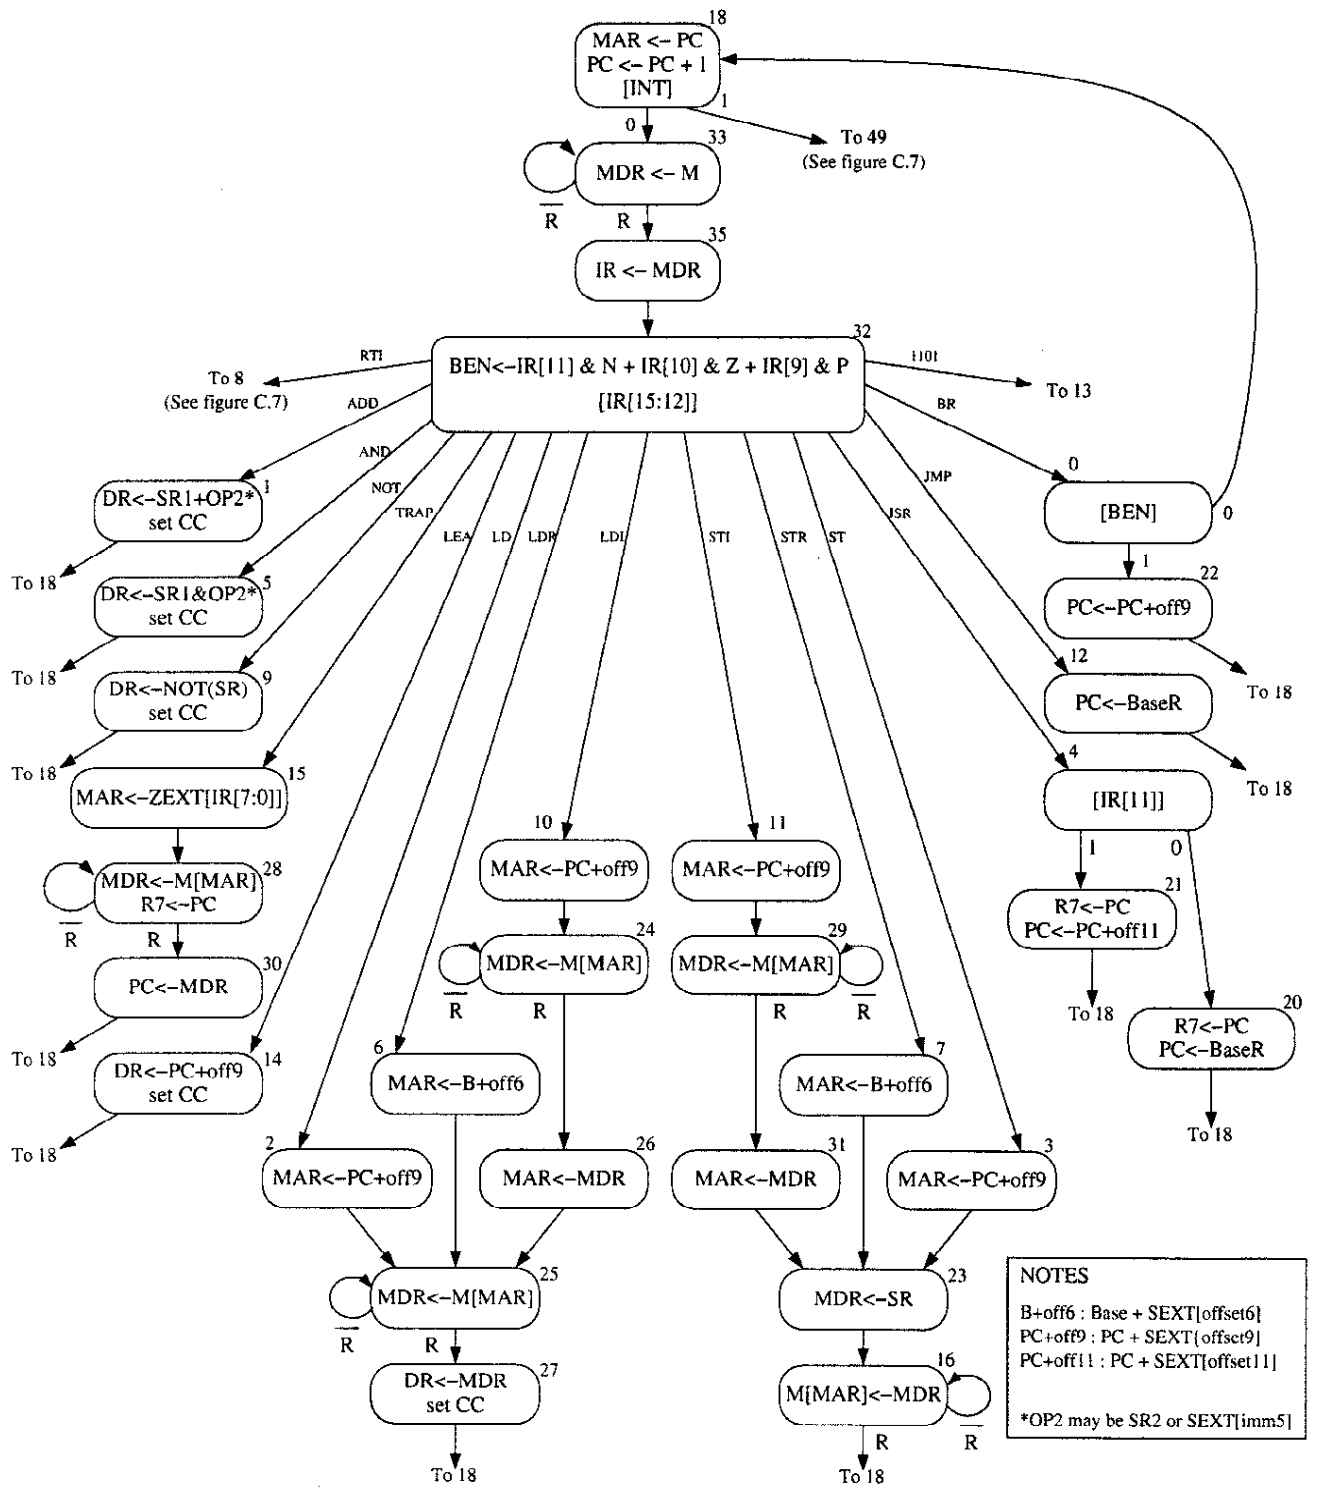 18
MAR <– PC
PC <– PC + 1
[INT]
0
1
To 49
(See figure C.7)
33
MDR <– M
R
R
35
IR <– MDR
32
BEN<–IR[11] & N + IR[10] & Z + IR[9] & P
[IR[15:12]]
RTI
To 8
(See figure C.7)
1101
To 13
ADD
AND
NOT
TRAP
LEA
LD
LDR
LDI
STI
STR
ST
JSR
JMP
BR
1
DR<–SR1+OP2*
set CC
To 18
5
DR<–SR1&OP2*
set CC
To 18
9
DR<–NOT(SR)
set CC
To 18
15
MAR<–ZEXT[IR[7:0]]
28
MDR<–M[MAR]
R7<–PC
R
R
30
PC<–MDR
To 18
14
DR<–PC+off9
set CC
To 18
0
[BEN]
0
1
22
PC<–PC+off9
To 18
12
PC<–BaseR
To 18
4
[IR[11]]
1
0
21
R7<–PC
PC<–PC+off11
To 18
20
R7<–PC
PC<–BaseR
To 18
10
MAR<–PC+off9
24
MDR<–M[MAR]
R
R
11
MAR<–PC+off9
29
MDR<–M[MAR]
R
R
6
MAR<–B+off6
7
MAR<–B+off6
2
MAR<–PC+off9
26
MAR<–MDR
31
MAR<–MDR
3
MAR<–PC+off9
25
MDR<–M[MAR]
R
R
27
DR<–MDR
set CC
To 18
23
MDR<–SR
16
M[MAR]<–MDR
R
R
To 18
NOTES
B+off6 : Base + SEXT[offset6]
PC+off9 : PC + SEXT[offset9]
PC+off11 : PC + SEXT[offset11]
*OP2 may be SR2 or SEXT[imm5]